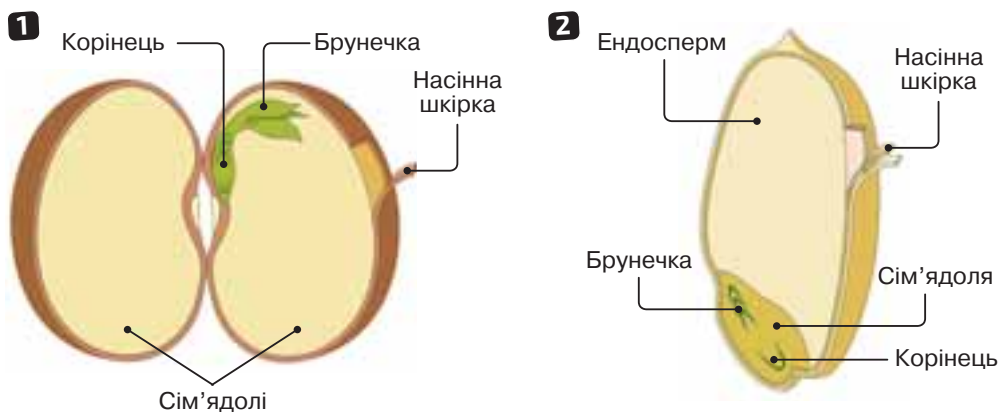 1
Корінець
Брунечка
Насінна
шкірка
Сім’ядолі
2
Ендосперм
Насінна
шкірка
Брунечка
Сім’ядоля
Корінець